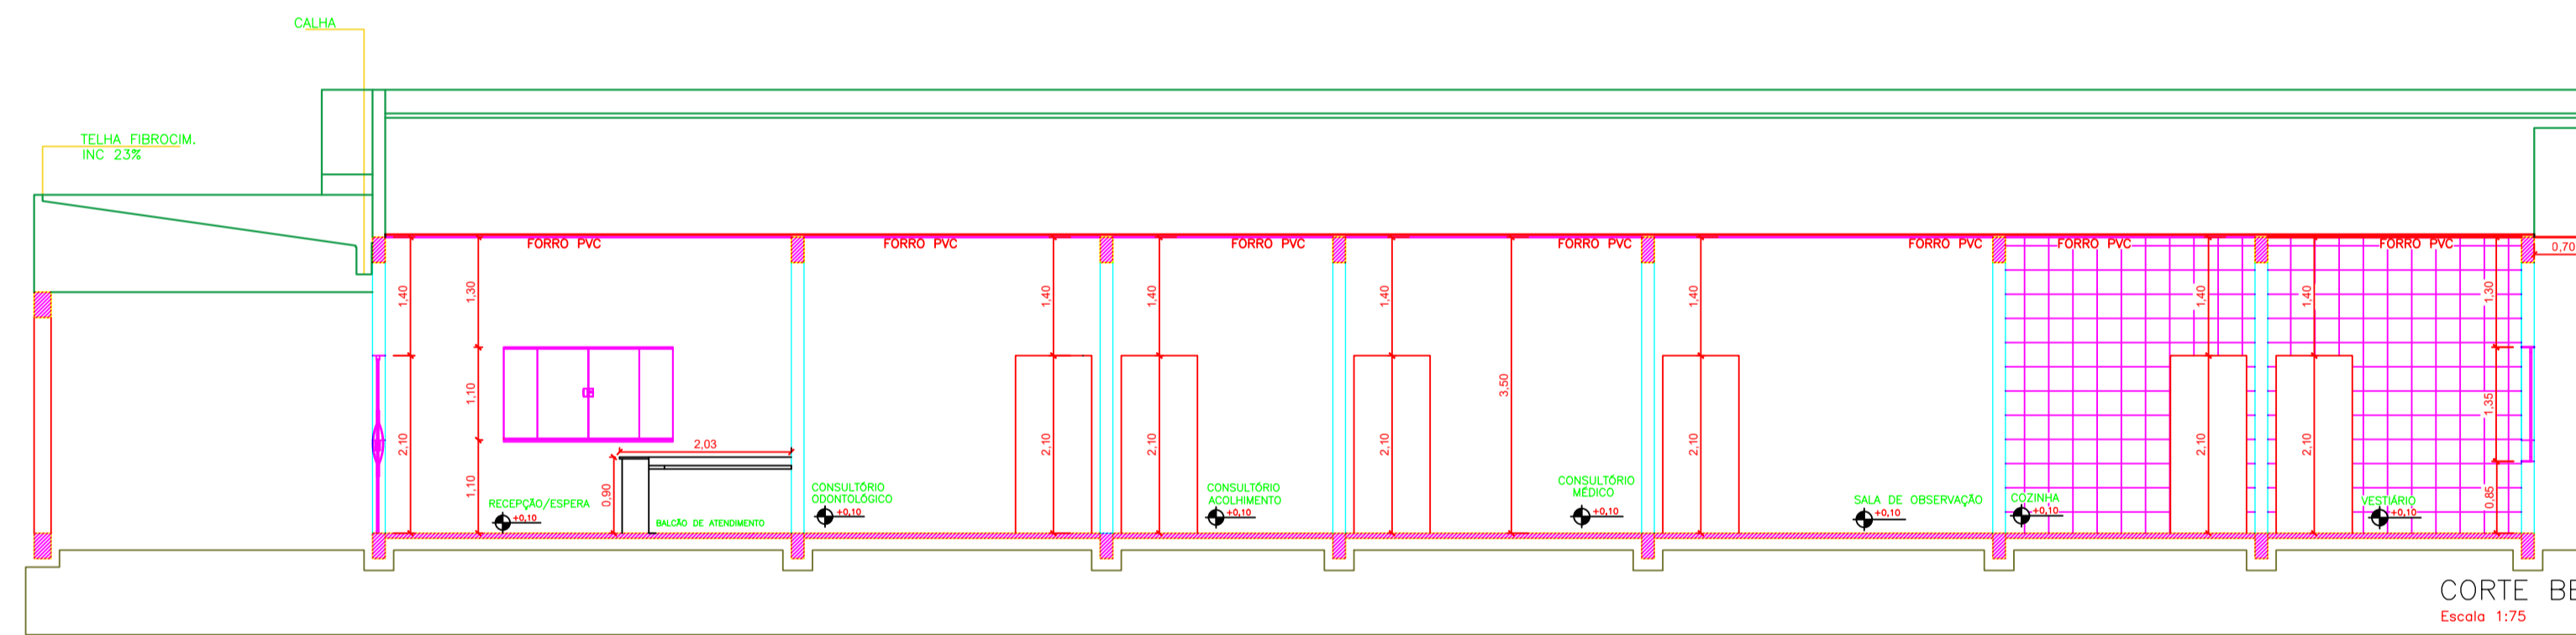 CALHA
TELHA FIBROCIM.
INC 23%
FORRO PVC
FORRO PVC
FORRO PVC
FORRO PVC
FORRO PVC
FORRO PVC
FORRO PVC
0,70
1,40
1,30
1,40
1,40
1,40
1,40
1,40
1,40
1,30
2,10
1,10
1,10
2,03
0,90
2,10
2,10
2,10
3,50
2,10
2,10
2,10
1,35
0,85
RECEPÇÃO/ESPERA
+0,10
BALCÃO DE ATENDIMENTO
CONSULTÓRIO
ODONTOLÓGICO
+0,10
CONSULTÓRIO
ACOLHIMENTO
+0,10
CONSULTÓRIO
MÉDICO
+0,10
SALA DE OBSERVAÇÃO
+0,10
COZINHA
+0,10
VESTIÁRIO
+0,10
CORTE
Escala 1:75